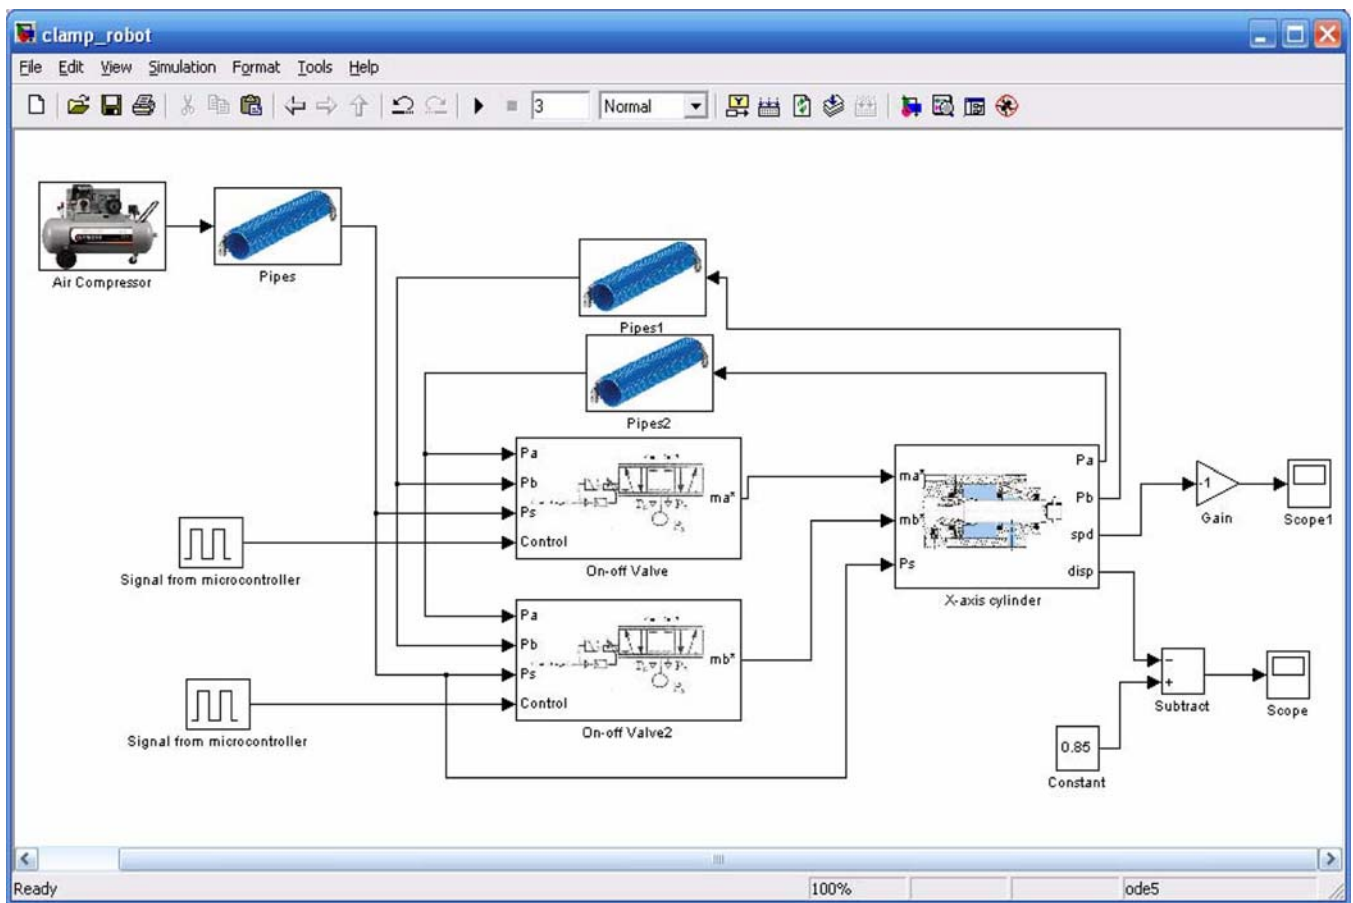 clamp_robot
File Edit View Simulation Format Tools Help
3 Normal
Air Compressor
Pipes
Pipes1
Pipes2
Pa
Pb
Ps
Control
ma*
On-off Valve
Signal from microcontroller
Pa
Pb
Ps
Control
mb*
On-off Valve2
Signal from microcontroller
ma*
mb*
Ps
Pa
Pb
spd
disp
X-axis cylinder
-1
Gain
Scope1
Subtract
Scope
0.85
Constant
Ready 100% ode5